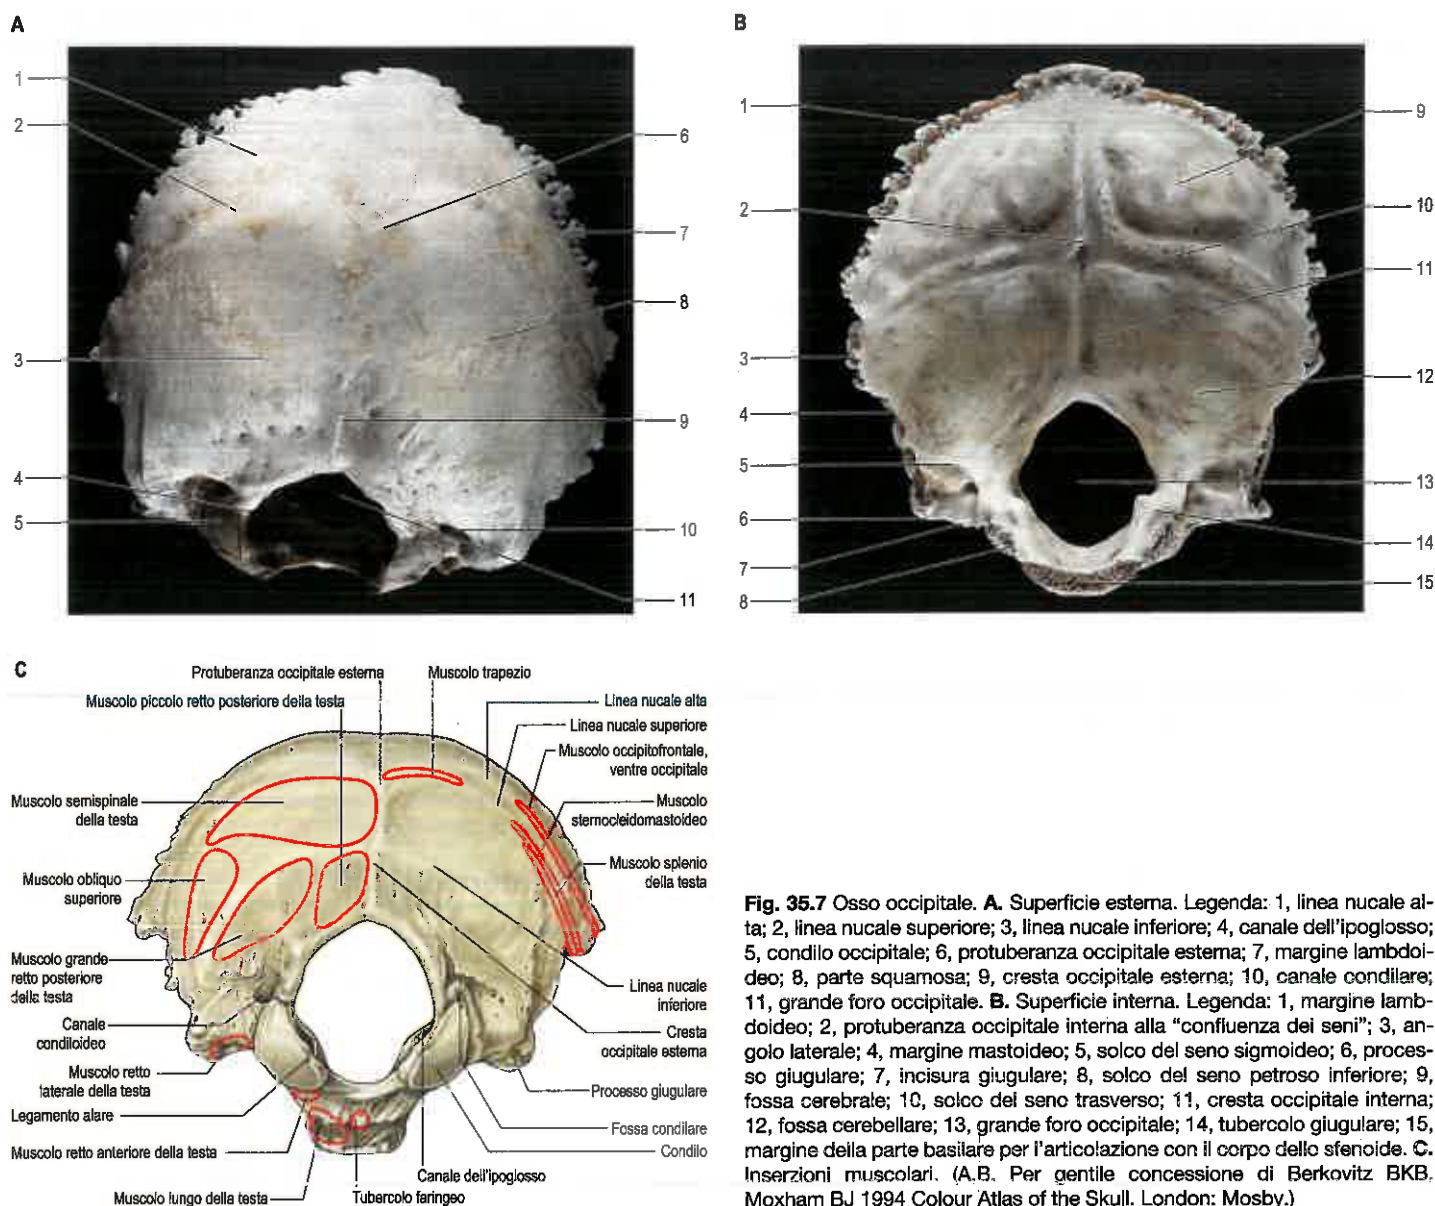 A
1
2
3
4
5
6
7
8
9
10
11
B
1
2
3
4
5
6
7
8
9
10
11
12
13
14
15
C
Protuberanza occipitale esterna
Muscolo trapezio
Muscolo piccolo retto posteriore della testa
Linea nucale alta
Linea nucale superiore
Muscolo occipitofrontale,
ventre occipitale
Muscolo semispinale
della testa
Muscolo
sternocleidomastoideo
Muscolo obliquo
superiore
Muscolo splenio
della testa
Muscolo grande
retto posteriore
della testa
Linea nucale
inferiore
Canale
condiloideo
Cresta
occipitale esterna
Muscolo retto
laterale della testa
Processo giugulare
Legamento alare
Fossa condilare
Muscolo retto anteriore della testa
Condilo
Canale dell'ipoglosso
Muscolo lungo della testa
Tubercolo faringeo
Fig. 35.7 Osso occipitale. A. Superficie esterna. Legenda: 1, linea nucale al-
ta; 2, linea nucale superiore; 3, linea nucale inferiore; 4, canale dell'ipoglosso;
5, condilo occipitale; 6, protuberanza occipitale esterna; 7, margine lambdoi-
deo; 8, parte squamosa; 9, cresta occipitale esterna; 10, canale condilare;
11, grande foro occipitale. B. Superficie interna. Legenda: 1, margine lamb-
doideo; 2, protuberanza occipitale interna alla "confluenza dei seni"; 3, an-
golo laterale; 4, margine mastoideo; 5, solco del seno sigmoideo; 6, proces-
so giugulare; 7, incisura giugulare; 8, solco del seno petroso inferiore; 9,
fossa cerebrale; 10, solco del seno trasverso; 11, cresta occipitale interna;
12, fossa cerebellare; 13, grande foro occipitale; 14, tubercolo giugulare; 15,
margine della parte basilare per l'articolazione con il corpo dello sfenoide. C.
Inserzioni muscolari. (A,B. Per gentile concessione di Berkovitz BKB,
Moxham BJ 1994 Colour Atlas of the Skull. London: Mosby.)